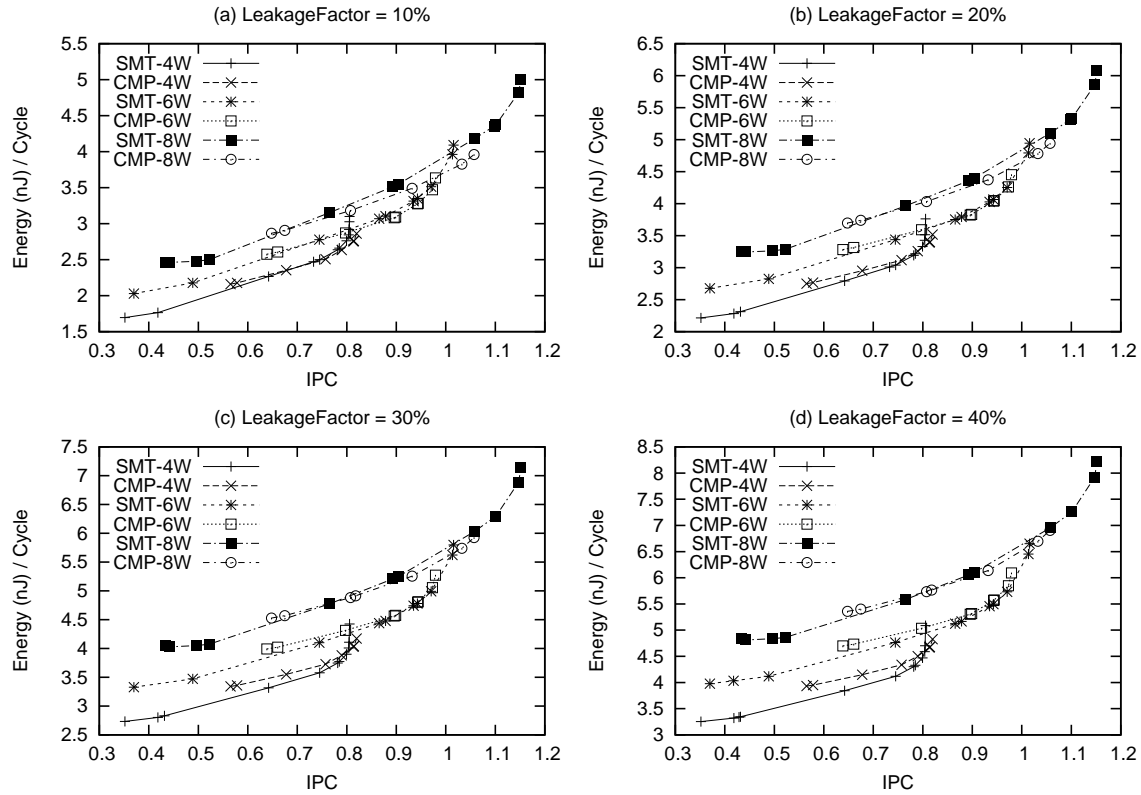 (a) LeakageFactor = 10%
Energy (nJ) / Cycle
5.5
5
4.5
4
3.5
3
2.5
2
1.5
SMT-4W
CMP-4W
SMT-6W
CMP-6W
SMT-8W
CMP-8W
0.3 0.4 0.5 0.6 0.7 0.8 0.9 1 1.1 1.2
IPC
(b) LeakageFactor = 20%
Energy (nJ) / Cycle
6.5
6
5.5
5
4.5
4
3.5
3
2.5
2
SMT-4W
CMP-4W
SMT-6W
CMP-6W
SMT-8W
CMP-8W
0.3 0.4 0.5 0.6 0.7 0.8 0.9 1 1.1 1.2
IPC
(c) LeakageFactor = 30%
Energy (nJ) / Cycle
7.5
7
6.5
6
5.5
5
4.5
4
3.5
3
2.5
SMT-4W
CMP-4W
SMT-6W
CMP-6W
SMT-8W
CMP-8W
0.3 0.4 0.5 0.6 0.7 0.8 0.9 1 1.1 1.2
IPC
(d) LeakageFactor = 40%
Energy (nJ) / Cycle
8.5
8
7.5
7
6.5
6
5.5
5
4.5
4
3.5
3
SMT-4W
CMP-4W
SMT-6W
CMP-6W
SMT-8W
CMP-8W
0.3 0.4 0.5 0.6 0.7 0.8 0.9 1 1.1 1.2
IPC